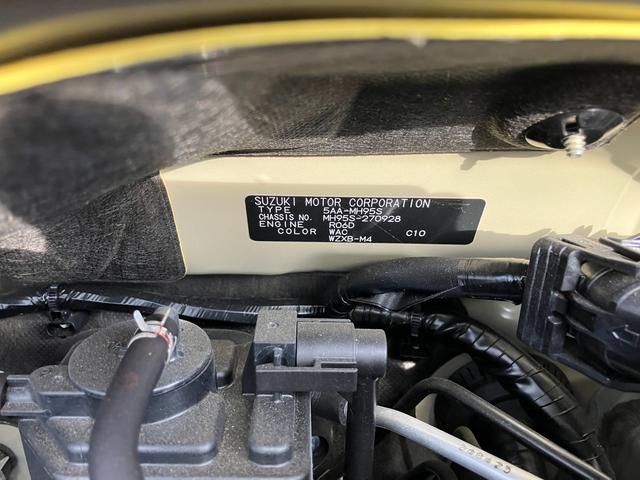 SUZUKI MOTOR CORPORATION
TYPE 5AA-MH95S
CHASSIS NO. MH95S-270928
ENGINE R06D
COLOR WAC C10
WZXB-M4